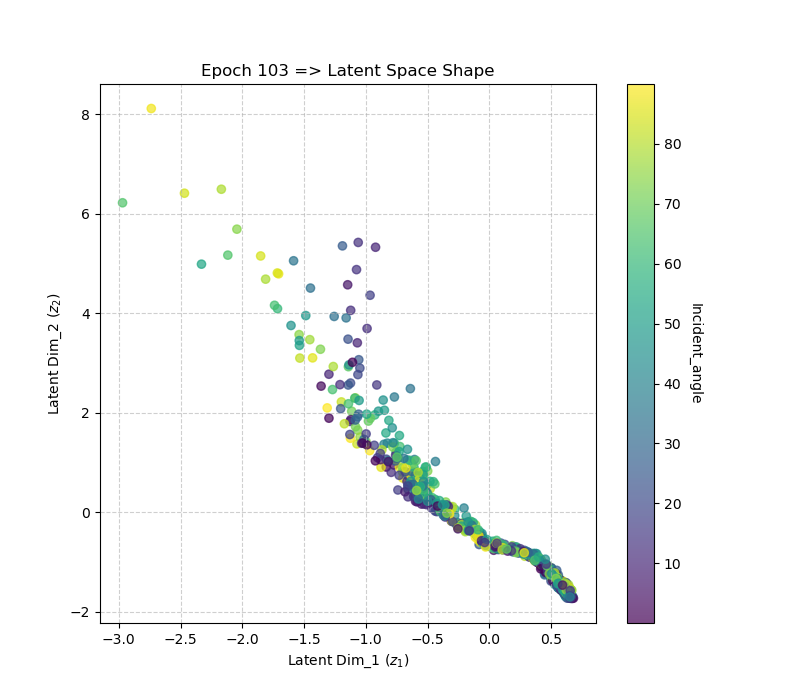 Epoch 103 => Latent Space Shape
8
6
4
2
0
−2
−3.0 −2.5 −2.0 −1.5 −1.0 −0.5 0.0 0.5
Latent Dim_1 (z₁)
Latent Dim_2 (z₂)
80
70
60
50
40
30
20
10
Incident_angle